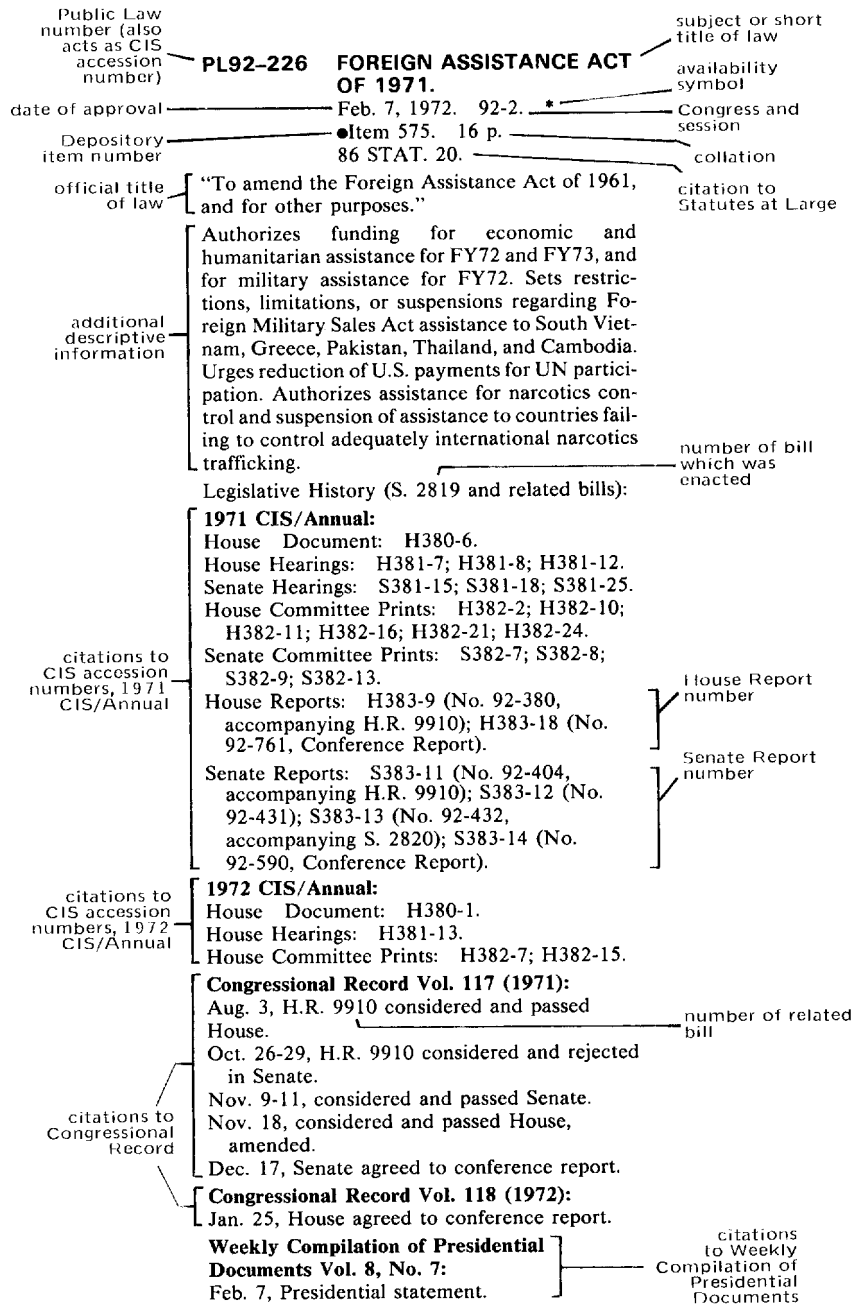 Public Law
number (also
acts as CIS
accession
number)
PL92–226 FOREIGN ASSISTANCE ACT
OF 1971.
subject or short
title of law
availability
symbol
date of approval
Feb. 7, 1972. 92-2. *
Congress and
session
Depository
item number
●Item 575. 16 p.
collation
86 STAT. 20.
citation to
Statutes at Large
official title
of law
“To amend the Foreign Assistance Act of 1961,
and for other purposes.”
additional
descriptive
information
Authorizes funding for economic and
humanitarian assistance for FY72 and FY73, and
for military assistance for FY72. Sets restric-
tions, limitations, or suspensions regarding Fo-
reign Military Sales Act assistance to South Viet-
nam, Greece, Pakistan, Thailand, and Cambodia.
Urges reduction of U.S. payments for UN partici-
pation. Authorizes assistance for narcotics con-
trol and suspension of assistance to countries fail-
ing to control adequately international narcotics
trafficking.
number of bill
which was
enacted
Legislative History (S. 2819 and related bills):
citations to
CIS accession
numbers, 1971
CIS/Annual
1971 CIS/Annual:
House Document: H380-6.
House Hearings: H381-7; H381-8; H381-12.
Senate Hearings: S381-15; S381-18; S381-25.
House Committee Prints: H382-2; H382-10;
H382-11; H382-16; H382-21; H382-24.
Senate Committee Prints: S382-7; S382-8;
S382-9; S382-13.
House Reports: H383-9 (No. 92-380,
accompanying H.R. 9910); H383-18 (No.
92-761, Conference Report).
House Report
number
Senate Reports: S383-11 (No. 92-404,
accompanying H.R. 9910); S383-12 (No.
92-431); S383-13 (No. 92-432,
accompanying S. 2820); S383-14 (No.
92-590, Conference Report).
Senate Report
number
citations to
CIS accession
numbers, 1972
CIS/Annual
1972 CIS/Annual:
House Document: H380-1.
House Hearings: H381-13.
House Committee Prints: H382-7; H382-15.
citations to
Congressional
Record
Congressional Record Vol. 117 (1971):
Aug. 3, H.R. 9910 considered and passed
House.
number of related
bill
Oct. 26-29, H.R. 9910 considered and rejected
in Senate.
Nov. 9-11, considered and passed Senate.
Nov. 18, considered and passed House,
amended.
Dec. 17, Senate agreed to conference report.
Congressional Record Vol. 118 (1972):
Jan. 25, House agreed to conference report.
Weekly Compilation of Presidential
Documents Vol. 8, No. 7:
Feb. 7, Presidential statement.
citations
to Weekly
Compilation of
Presidential
Documents